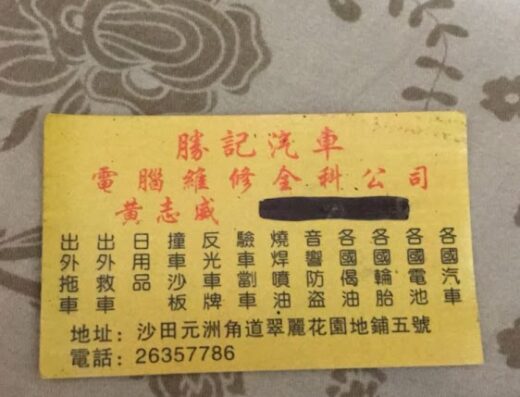 勝記汽車
電腦維修全科公司
黃志威
各國汽車
各國電池
各國輪胎
各國偈油
音響防盜
燒焊噴油
驗車劏車
反光車牌
撞車沙板
日用品
出外救車
出外拖車
地址：沙田元洲角道翠麗花園地鋪五號
電話：26357786